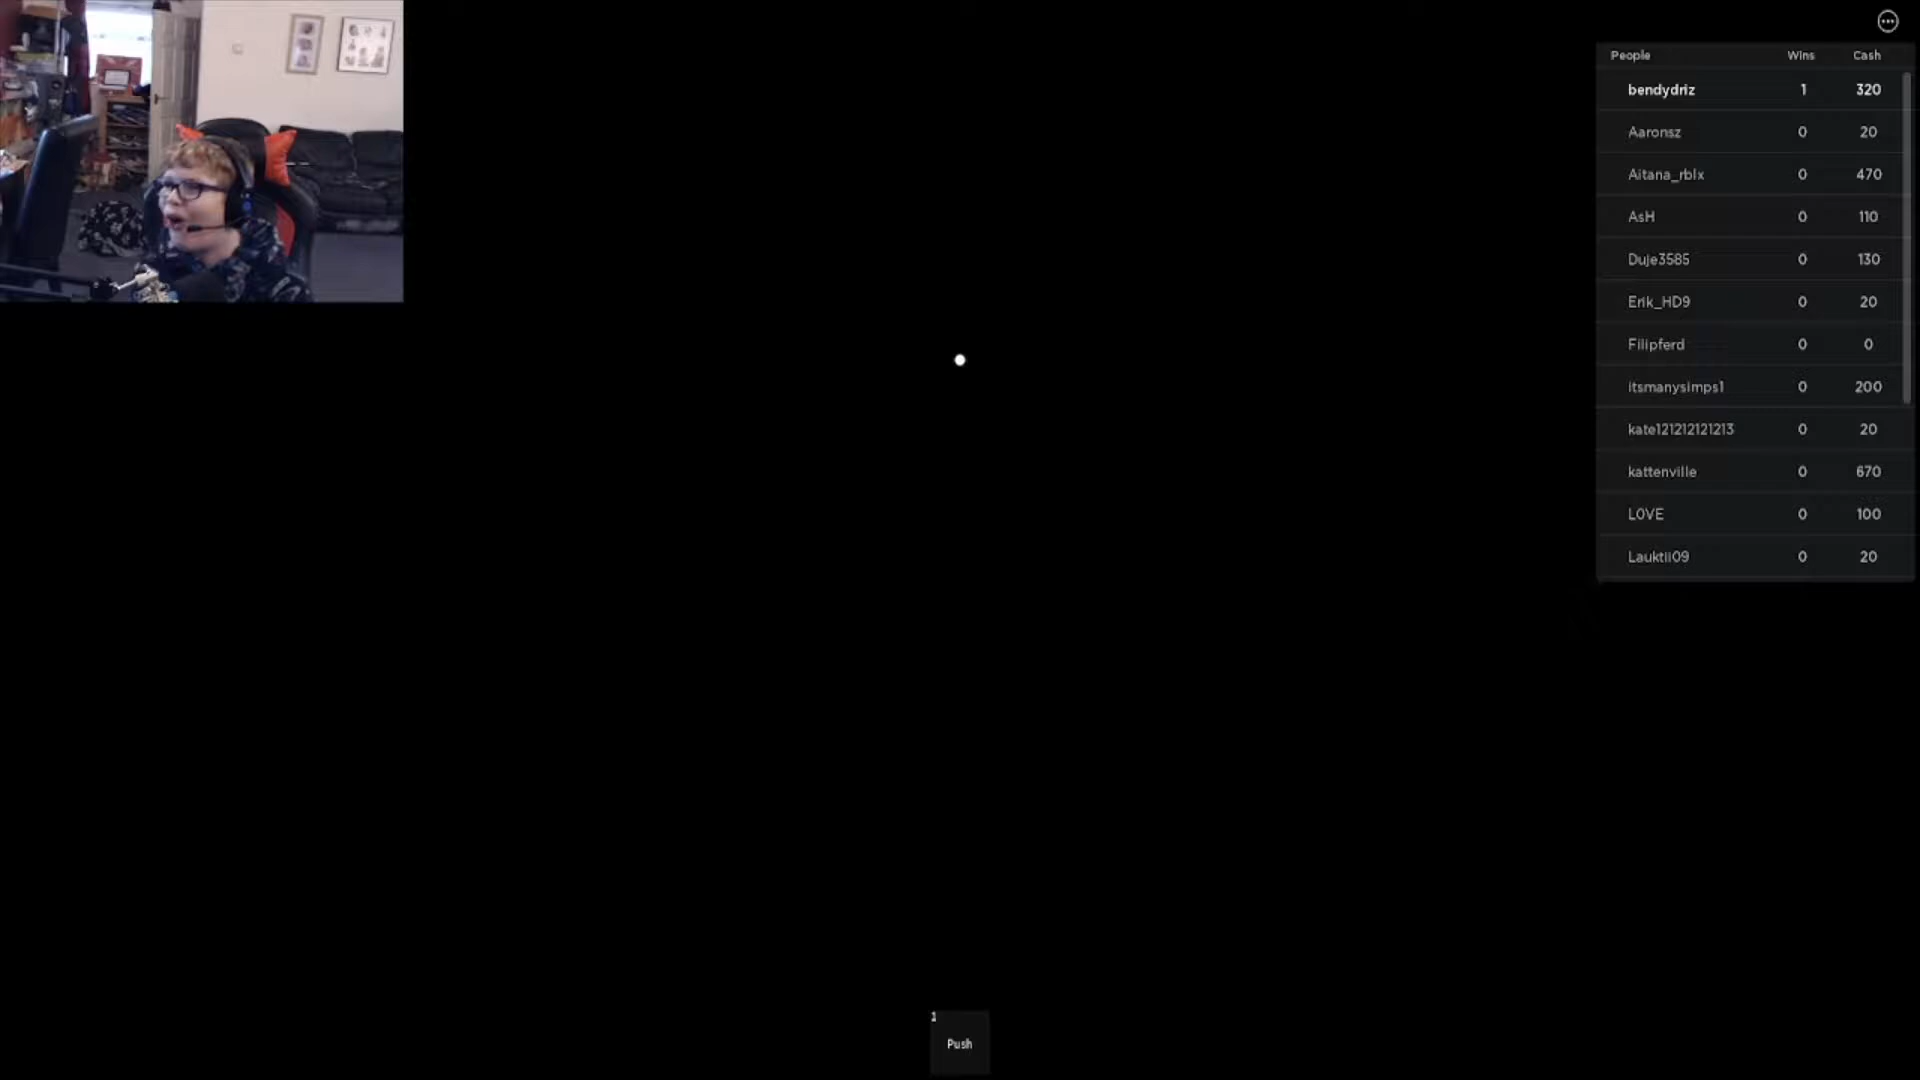 People Wins Cash
bendydriz 1 320
Aaronsz 0 20
Aitana_rblx 0 470
AsH 0 110
Duje3585 0 130
Erik_HD9 0 20
Filipferd 0 0
itsmanysimps1 0 200
kate121212121213 0 20
kattenville 0 670
L0VE 0 100
Lauktii09 0 20
1
Push